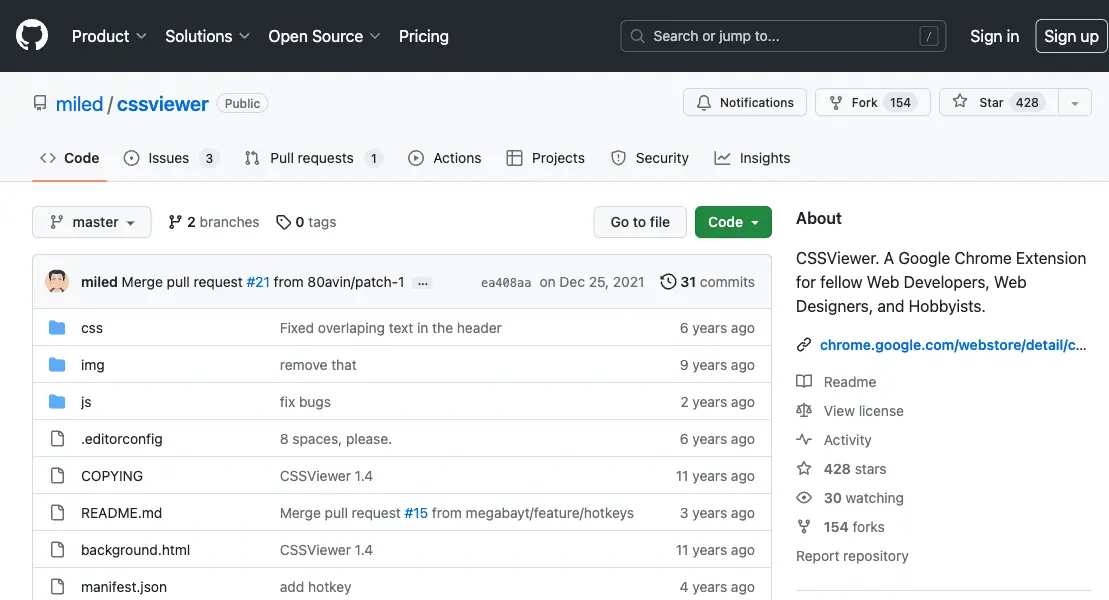 Product Solutions Open Source Pricing Search or jump to... / Sign in Sign up
miled / cssviewer Public Notifications Fork 154 Star 428
Code Issues 3 Pull requests 1 Actions Projects Security Insights
master 2 branches 0 tags Go to file Code
miled Merge pull request #21 from 80avin/patch-1 ... ea408aa on Dec 25, 2021 31 commits
css Fixed overlaping text in the header 6 years ago
img remove that 9 years ago
js fix bugs 2 years ago
.editorconfig 8 spaces, please. 6 years ago
COPYING CSSViewer 1.4 11 years ago
README.md Merge pull request #15 from megabayt/feature/hotkeys 3 years ago
background.html CSSViewer 1.4 11 years ago
manifest.json add hotkey 4 years ago
About
CSSViewer. A Google Chrome Extension
for fellow Web Developers, Web
Designers, and Hobbyists.
chrome.google.com/webstore/detail/c...
Readme
View license
Activity
428 stars
30 watching
154 forks
Report repository